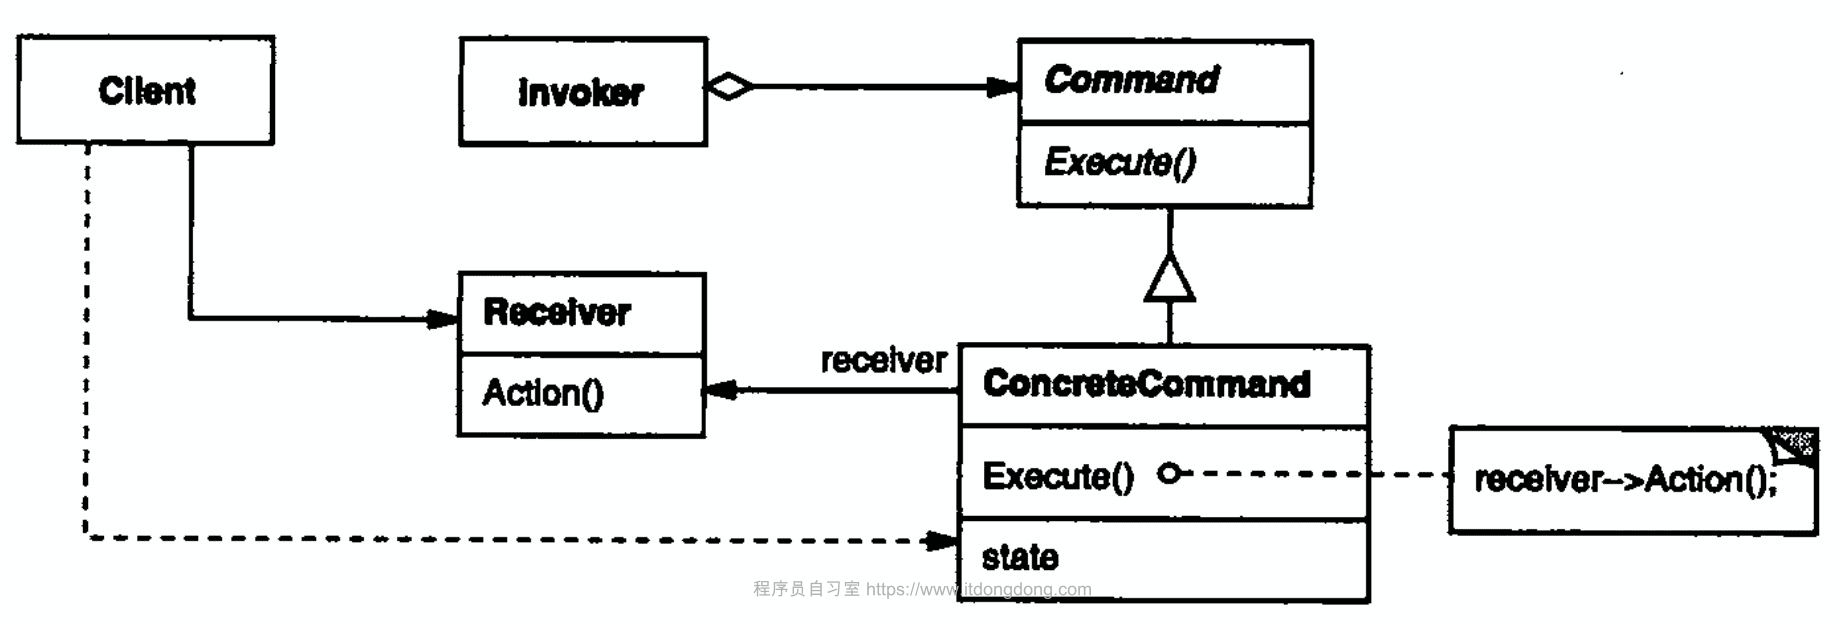 Client
Invoker
Command
Execute()
Receiver
Action()
receiver
ConcreteCommand
Execute()
receiver->Action();
state
程序员自习室 https://www.itdongdong.com